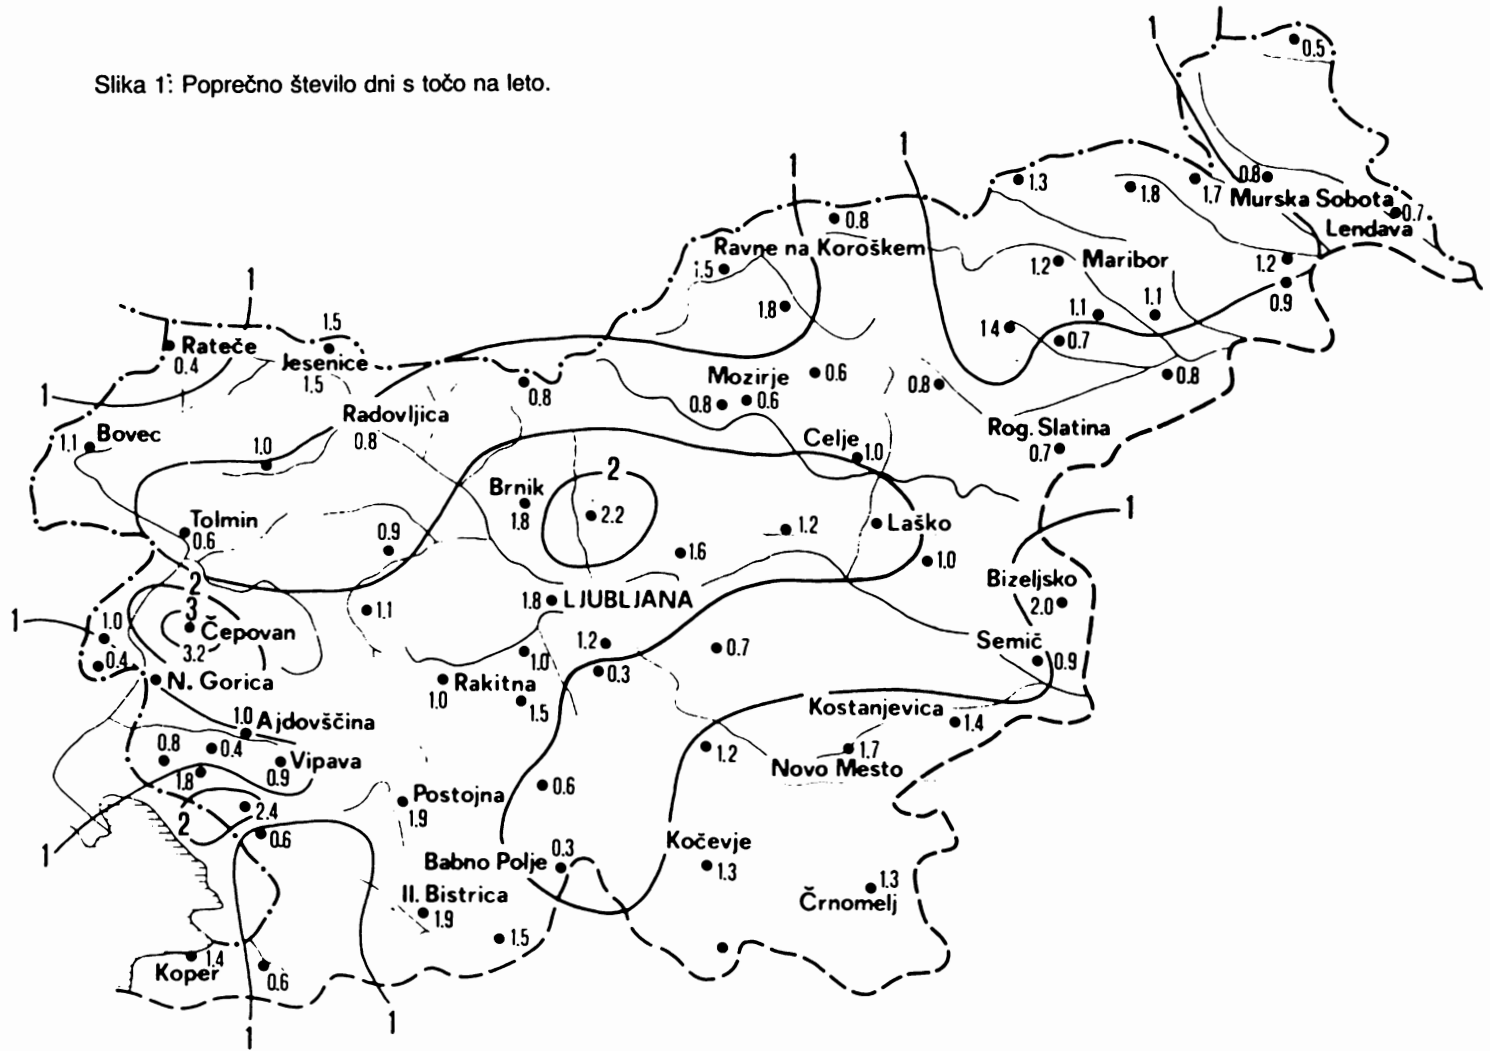 Slika 1: Poprečno število dni s točo na leto.
1
0.5
1
1
1.3
1.8
1.7
0.8
Murska Sobota
0.7
Lendava
0.8
Ravne na Koroškem
1.5
1.2
Maribor
1.2
0.9
1
1.8
1.1
1.1
1.4
0.7
1.5
Rateče
0.4
Jesenice
1.5
1
Mozirje
0.6
0.8
0.8
0.8
0.6
0.8
Radovljica
0.8
Bovec
1.1
1.0
Celje
1.0
Rog. Slatina
0.7
2
Brnik
1.8
2.2
Tolmin
0.6
0.9
1.2
Laško
1
1.6
1.0
2
Bizeljsko
2.0
1.8
LJUBLJANA
1.1
3
1
1.0
Čepovan
3.2
Semič
0.9
1.2
0.7
1.0
0.4
0.3
N. Gorica
1.0
Rakitna
1.5
Kostanjevica
1.4
1.0
Ajdovščina
0.8
0.4
Vipava
0.9
1.8
1.2
1.7
Novo Mesto
0.6
Postojna
1.9
2.4
2
0.6
1
Kočevje
1.3
Babno Polje
0.3
Il. Bistrica
1.9
Črnomelj
1.3
1.5
Koper
1.4
0.6
1
1